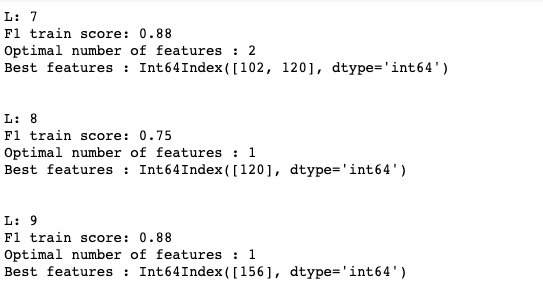 L: 7
F1 train score: 0.88
Optimal number of features : 2
Best features : Int64Index([102, 120], dtype='int64')
L: 8
F1 train score: 0.75
Optimal number of features : 1
Best features : Int64Index([120], dtype='int64')
L: 9
F1 train score: 0.88
Optimal number of features : 1
Best features : Int64Index([156], dtype='int64')